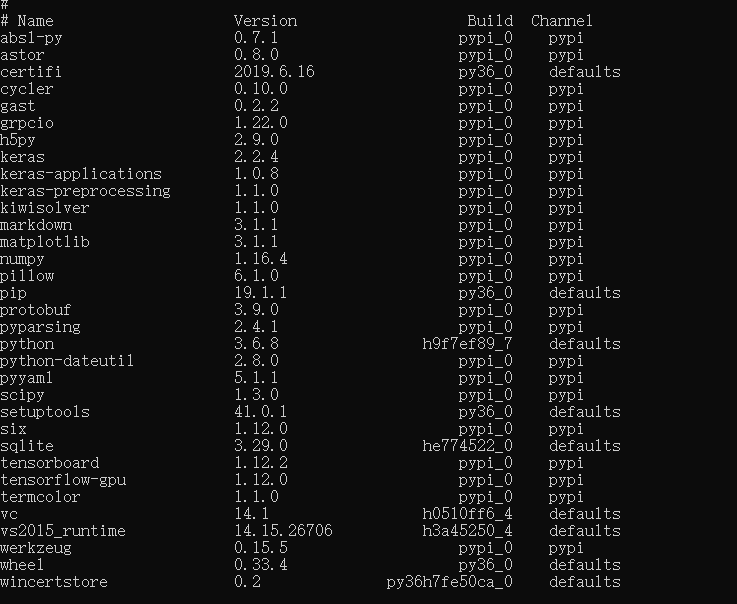 #
# Name Version Build Channel
absl-py 0.7.1 pypi_0 pypi
astor 0.8.0 pypi_0 pypi
certifi 2019.6.16 py36_0 defaults
cycler 0.10.0 pypi_0 pypi
gast 0.2.2 pypi_0 pypi
grpcio 1.22.0 pypi_0 pypi
h5py 2.9.0 pypi_0 pypi
keras 2.2.4 pypi_0 pypi
keras-applications 1.0.8 pypi_0 pypi
keras-preprocessing 1.1.0 pypi_0 pypi
kiwisolver 1.1.0 pypi_0 pypi
markdown 3.1.1 pypi_0 pypi
matplotlib 3.1.1 pypi_0 pypi
numpy 1.16.4 pypi_0 pypi
pillow 6.1.0 pypi_0 pypi
pip 19.1.1 py36_0 defaults
protobuf 3.9.0 pypi_0 pypi
pyparsing 2.4.1 pypi_0 pypi
python 3.6.8 h9f7ef89_7 defaults
python-dateutil 2.8.0 pypi_0 pypi
pyyaml 5.1.1 pypi_0 pypi
scipy 1.3.0 pypi_0 pypi
setuptools 41.0.1 py36_0 defaults
six 1.12.0 pypi_0 pypi
sqlite 3.29.0 he774522_0 defaults
tensorboard 1.12.2 pypi_0 pypi
tensorflow-gpu 1.12.0 pypi_0 pypi
termcolor 1.1.0 pypi_0 pypi
vc 14.1 h0510ff6_4 defaults
vs2015_runtime 14.15.26706 h3a45250_4 defaults
werkzeug 0.15.5 pypi_0 pypi
wheel 0.33.4 py36_0 defaults
wincertstore 0.2 py36h7fe50ca_0 defaults